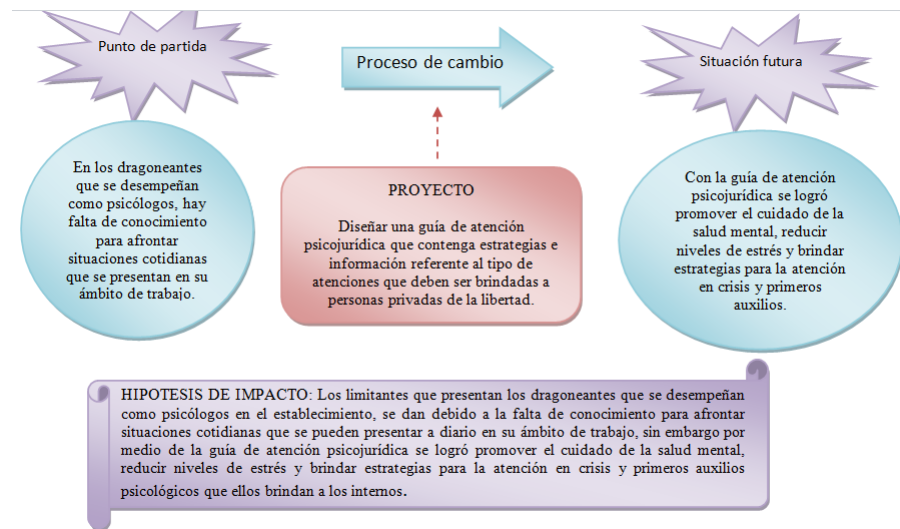 Punto de partida
Proceso de cambio
Situación futura
En los dragoneantes
que se desempeñan
como psicólogos, hay
falta de conocimiento
para afrontar
situaciones cotidianas
que se presentan en su
ámbito de trabajo.
PROYECTO
Diseñar una guía de atención
psicojurídica que contenga estrategias e
información referente al tipo de
atenciones que deben ser brindadas a
personas privadas de la libertad.
Con la guía de atención
psicojurídica se logró
promover el cuidado de la
salud mental, reducir
niveles de estrés y brindar
estrategias para la atención
en crisis y primeros
auxilios.
HIPOTESIS DE IMPACTO: Los limitantes que presentan los dragoneantes que se desempeñan
como psicólogos en el establecimiento, se dan debido a la falta de conocimiento para afrontar
situaciones cotidianas que se pueden presentar a diario en su ámbito de trabajo, sin embargo por
medio de la guía de atención psicojurídica se logró promover el cuidado de la salud mental,
reducir niveles de estrés y brindar estrategias para la atención en crisis y primeros auxilios
psicológicos que ellos brindan a los internos.